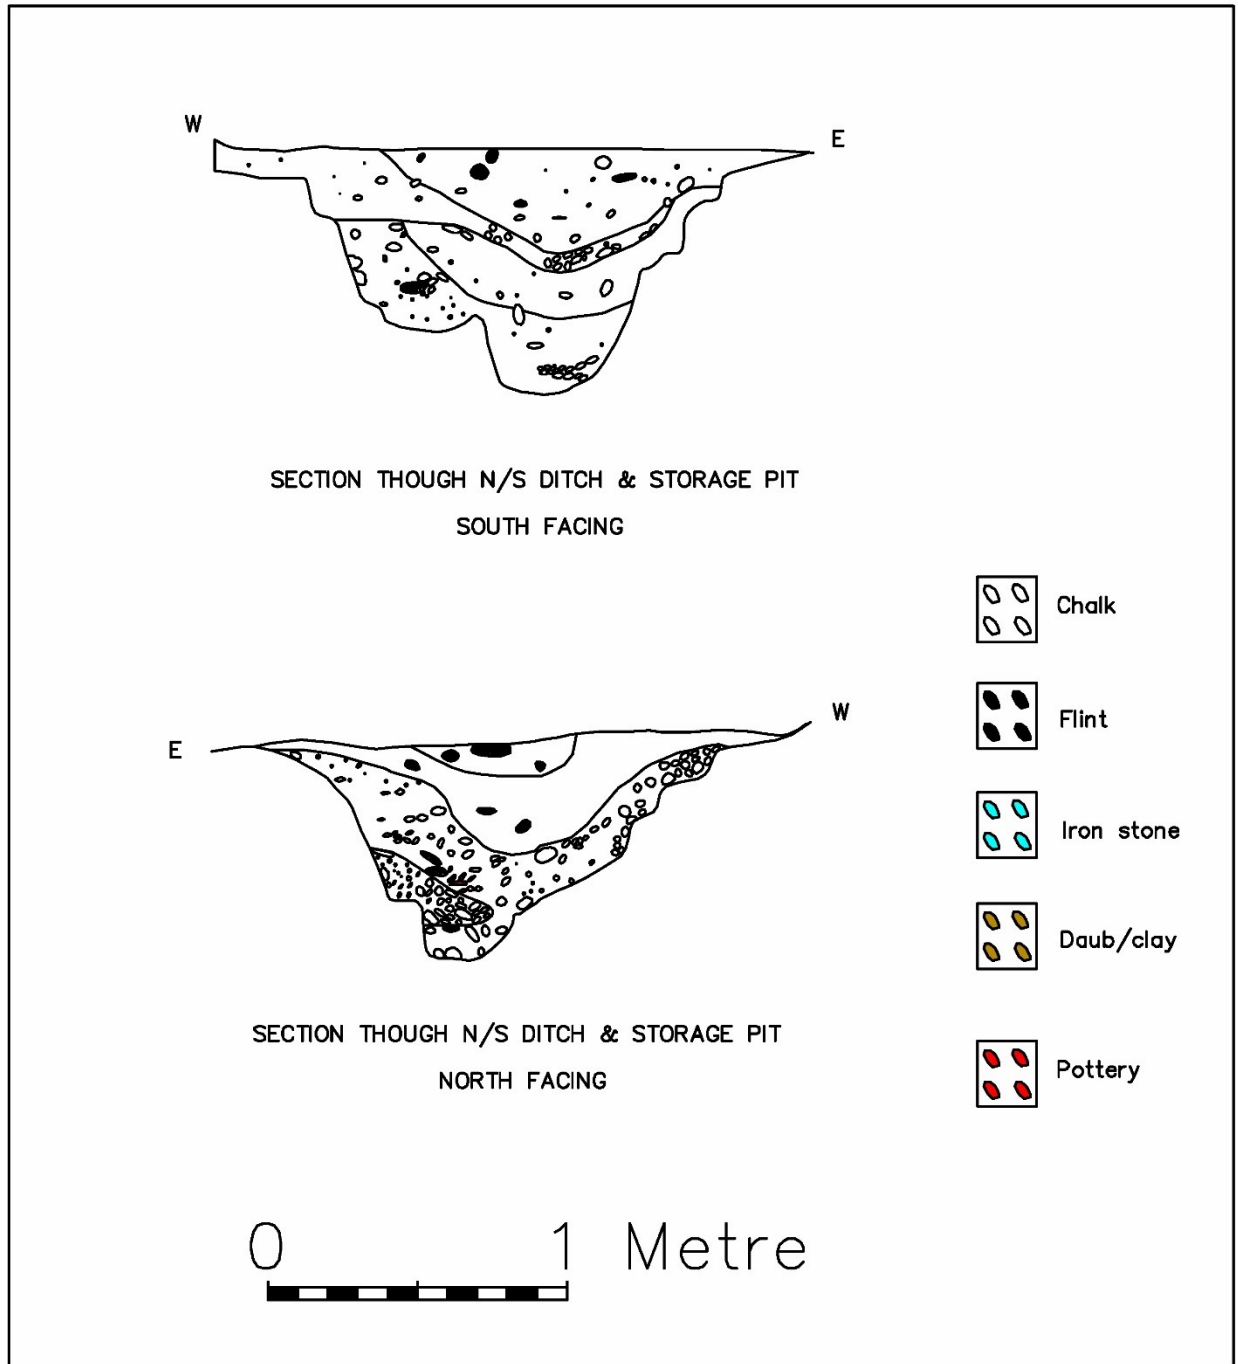 W
E
SECTION THOUGH N/S DITCH & STORAGE PIT
SOUTH FACING
Chalk
Flint
W
E
Iron stone
Daub/clay
SECTION THOUGH N/S DITCH & STORAGE PIT
NORTH FACING
Pottery
0 1 Metre